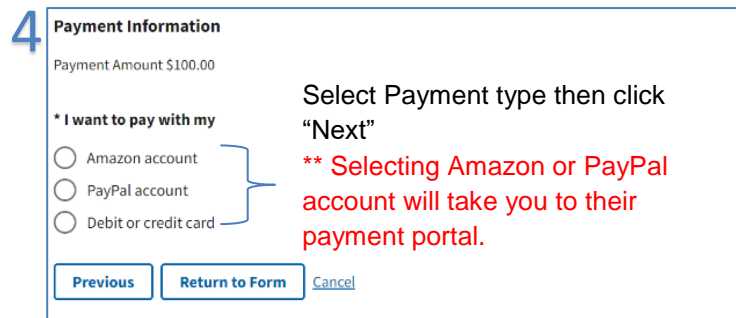 4
Payment Information
Payment Amount $100.00
* I want to pay with my
Amazon account
PayPal account
Debit or credit card
Select Payment type then click
“Next”
** Selecting Amazon or PayPal
account will take you to their
payment portal.
Previous Return to Form Cancel